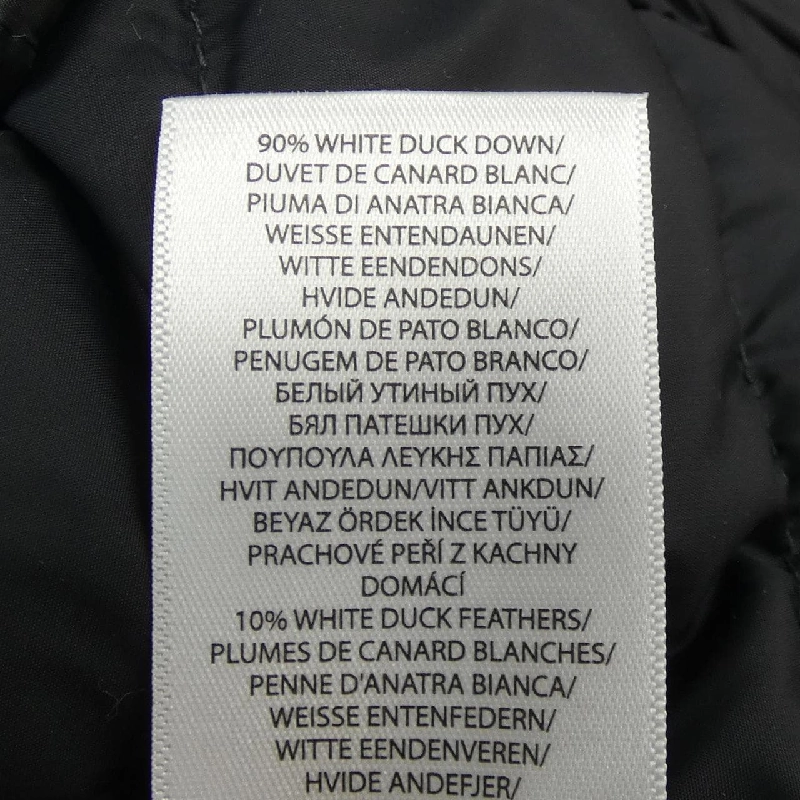 90% WHITE DUCK DOWN/
DUVET DE CANARD BLANC/
PIUMA DI ANATRA BIANCA/
WEISSE ENTENDAUNEN/
WITTE EENDENDONS/
HVIDE ANDEDUN/
PLUMÓN DE PATO BLANCO/
PENUGEM DE PATO BRANCO/
БЕЛЫЙ УТИНЫЙ ПУХ/
БЯЛ ПАТЕШКИ ПУХ/
ΠΟΥΠΟΥΛΑ ΛΕΥΚΗΣ ΠΑΠΙΑΣ/
HVIT ANDEDUN/VITT ANKDUN/
BEYAZ ÖRDEK İNCE TÜYÜ/
PRACHOVÉ PEŘÍ Z KACHNY
DOMÁCÍ
10% WHITE DUCK FEATHERS/
PLUMES DE CANARD BLANCHES/
PENNE D'ANATRA BIANCA/
WEISSE ENTENFEDERN/
WITTE EENDENVEREN/
HVIDE ANDEFJER/